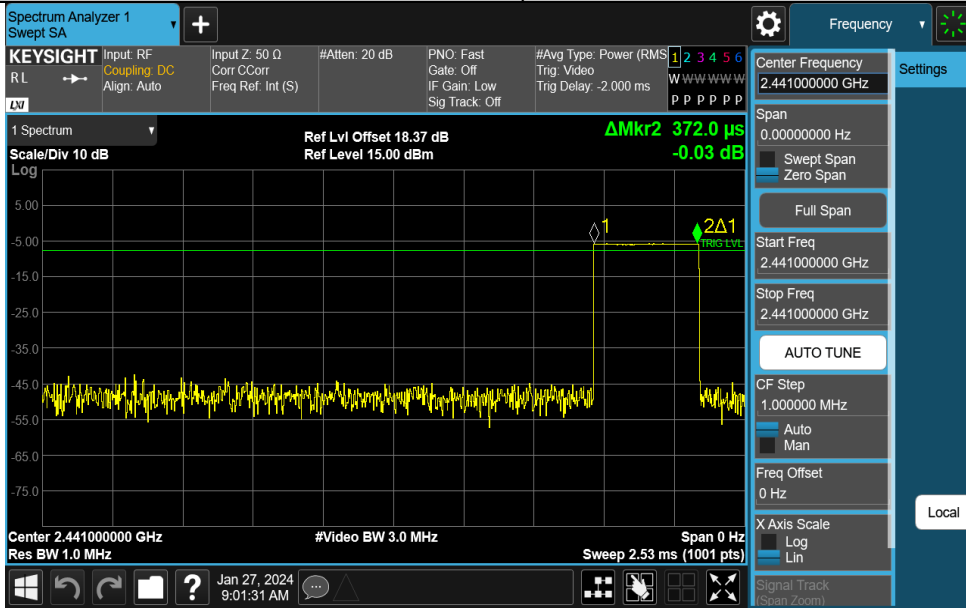 Spectrum Analyzer 1
Swept SA
+
Frequency
KEYSIGHT
RL
LXI
Input: RF
Coupling: DC
Align: Auto
Input Z: 50 Ω
Corr CCorr
Freq Ref: Int (S)
#Atten: 20 dB
PNO: Fast
Gate: Off
IF Gain: Low
Sig Track: Off
#Avg Type: Power (RMS
Trig: Video
Trig Delay: -2.000 ms
1 2 3 4 5 6
W W W W W W
P P P P P P
1 Spectrum
Scale/Div 10 dB
Log
Ref Lvl Offset 18.37 dB
Ref Level 15.00 dBm
ΔMkr2 372.0 µs
-0.03 dB
5.00
-5.00
-15.0
-25.0
-35.0
-45.0
-55.0
-65.0
-75.0
1
2Δ1
TRIG LVL
Center 2.441000000 GHz
Res BW 1.0 MHz
#Video BW 3.0 MHz
Span 0 Hz
Sweep 2.53 ms (1001 pts)
Center Frequency
2.441000000 GHz
Span
0.00000000 Hz
Swept Span
Zero Span
Full Span
Start Freq
2.441000000 GHz
Stop Freq
2.441000000 GHz
AUTO TUNE
CF Step
1.000000 MHz
Auto
Man
Freq Offset
0 Hz
X Axis Scale
Log
Lin
Signal Track
(Span Zoom)
Settings
Local
?
Jan 27, 2024
9:01:31 AM